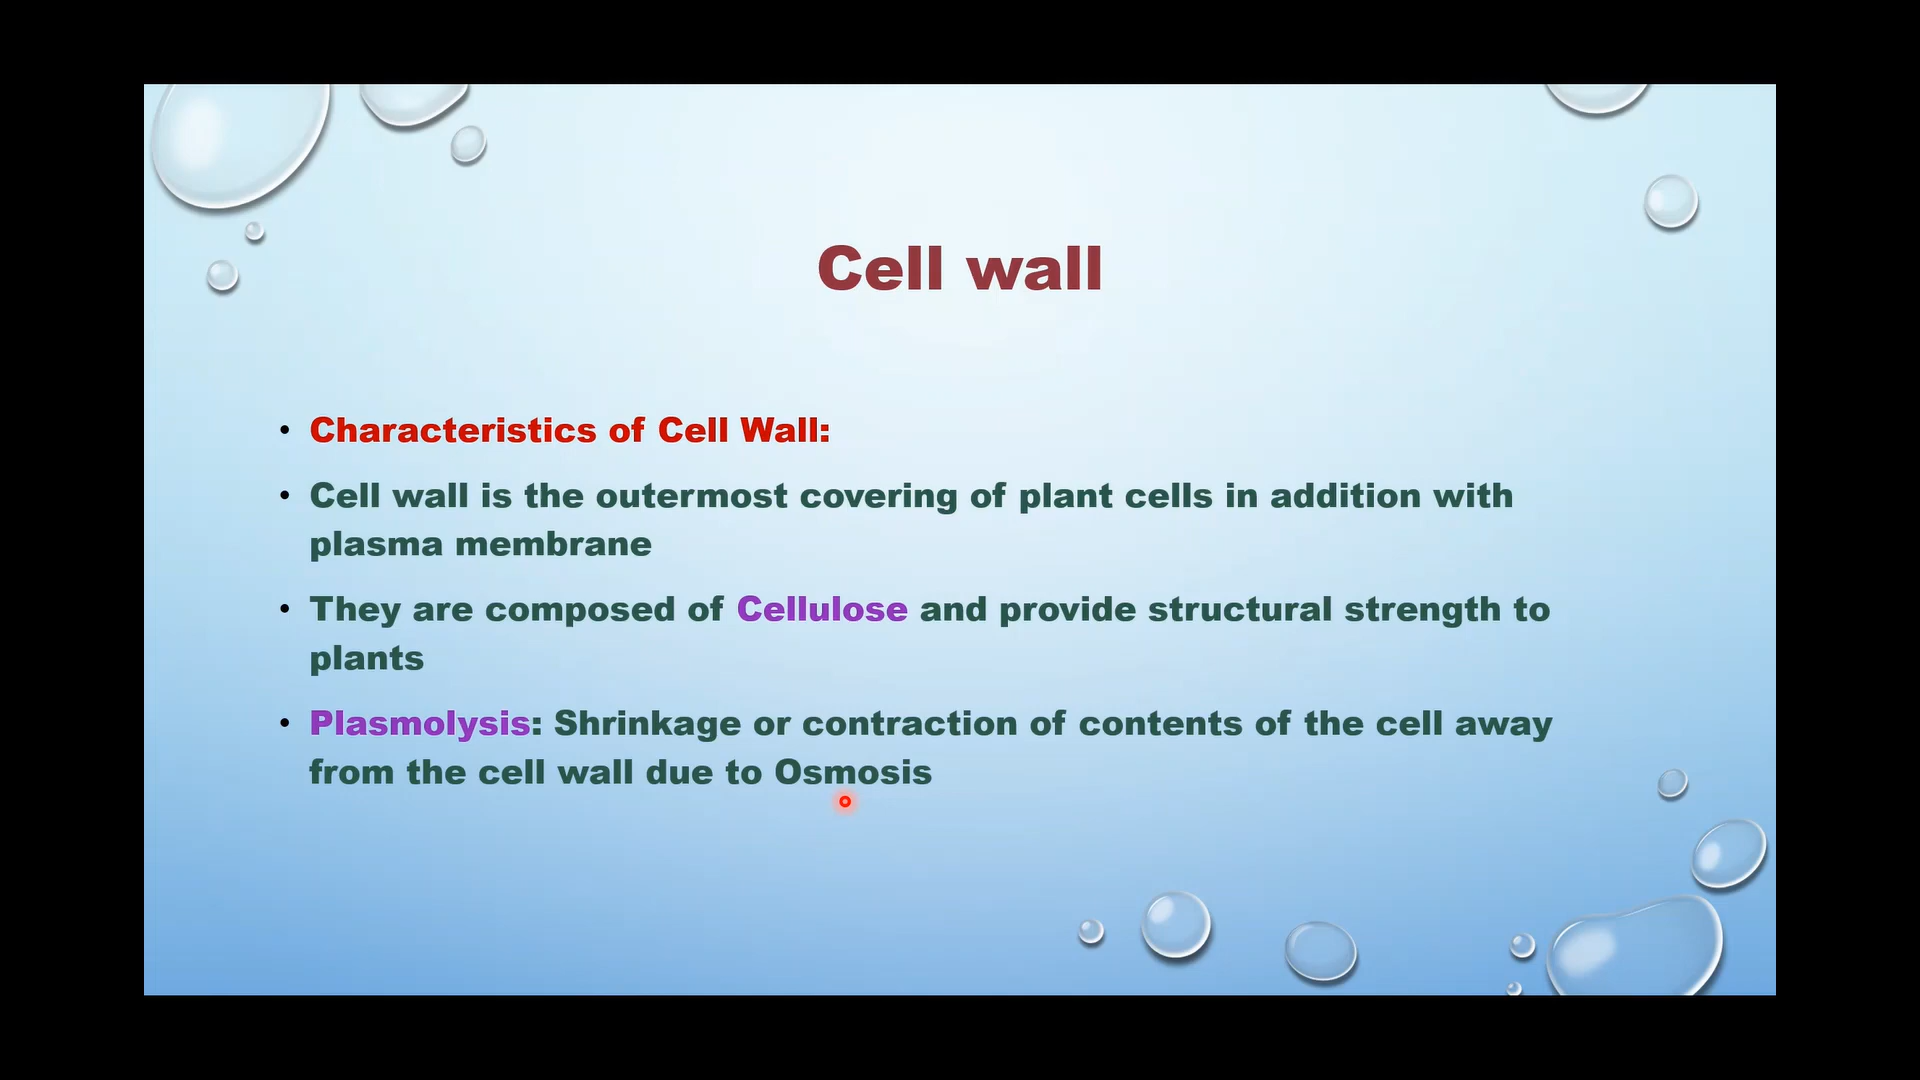 Cell wall
• Characteristics of Cell Wall:
• Cell wall is the outermost covering of plant cells in addition with
plasma membrane
• They are composed of Cellulose and provide structural strength to
plants
• Plasmolysis: Shrinkage or contraction of contents of the cell away
from the cell wall due to Osmosis